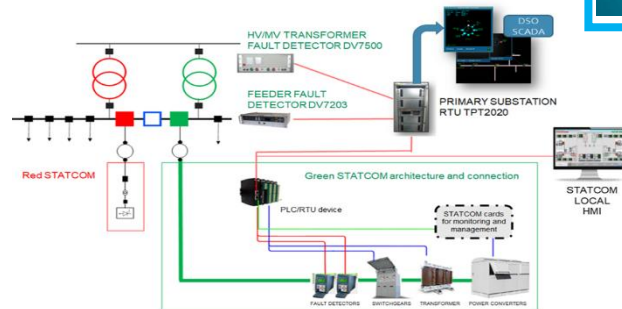 HV/MV TRANSFORMER
FAULT DETECTOR DV7500
DSO
SCADA
FEEDER FAULT
DETECTOR DV7203
PRIMARY SUBSTATION
RTU TPT2020
Red STATCOM
Green STATCOM architecture and connection
PLC/RTU device
STATCOM cards
for monitoring and
management
STATCOM
LOCAL
HMI
FAULT DETECTORS
SWITCHGEARS
TRANSFORMER
POWER CONVERTERS